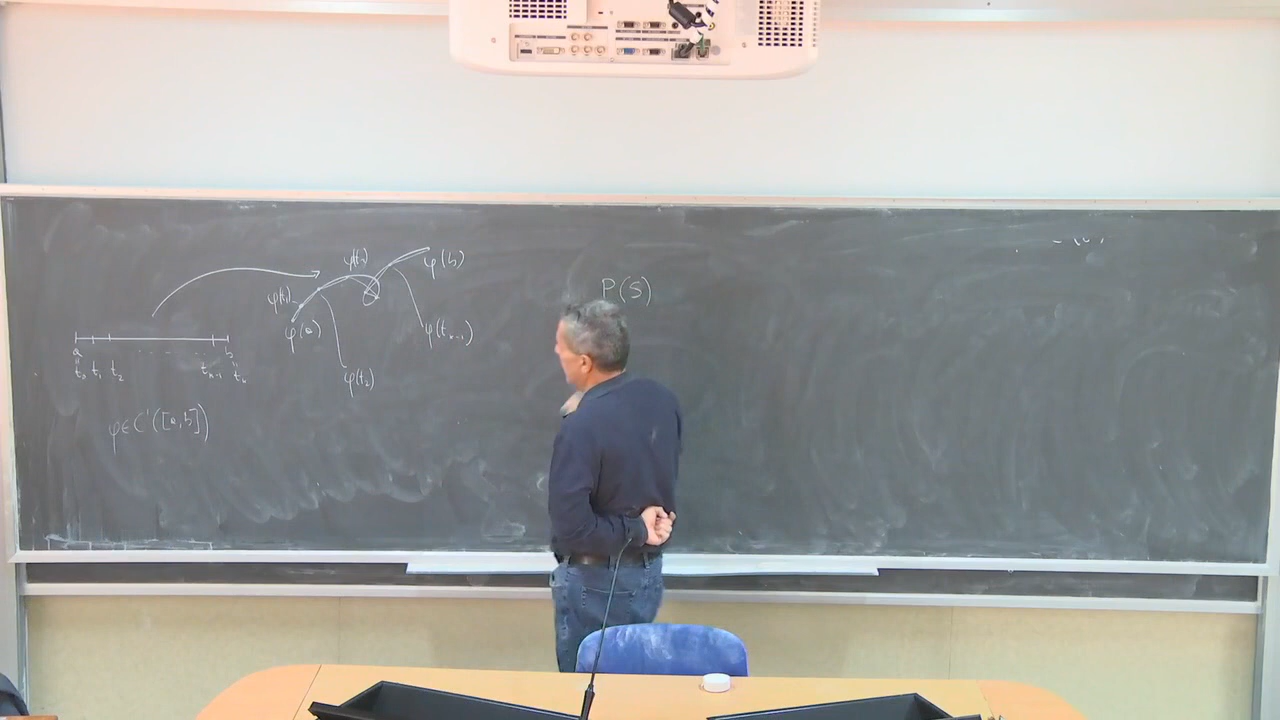 φ(t₁)
φ(b)
φ(a)
φ(tₙ₋₁)
φ(t₂)
P(S)
a b
t₀ t₁ t₂ . . . . . . tₙ₋₁ tₙ
φ ∈ C¹([a,b])